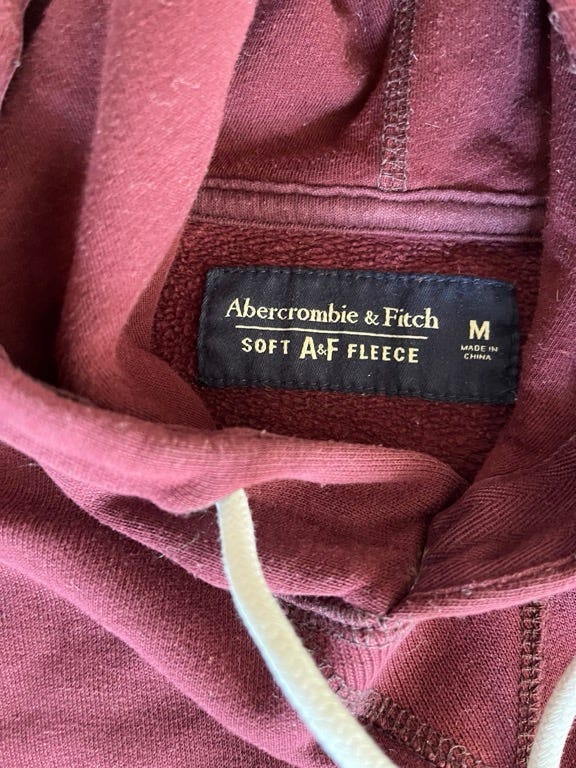 Abercrombie & Fitch
SOFT A&F FLEECE
M
MADE IN
CHINA